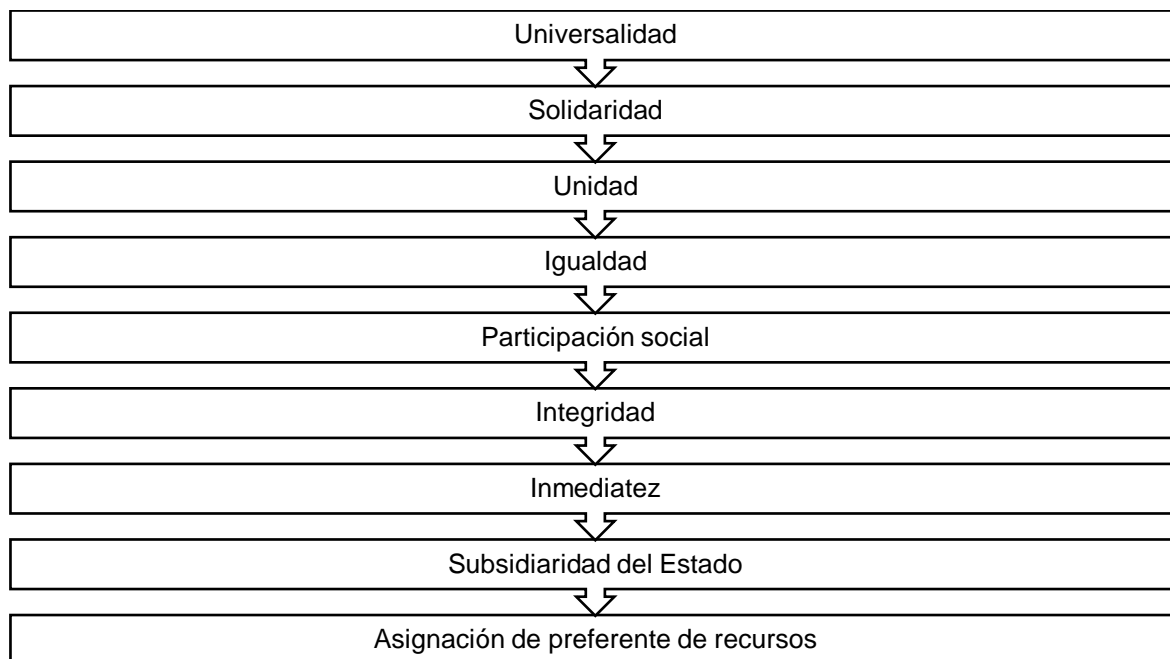 Universalidad
Solidaridad
Unidad
Igualdad
Participación social
Integridad
Inmediatez
Subsidiaridad del Estado
Asignación de preferente de recursos